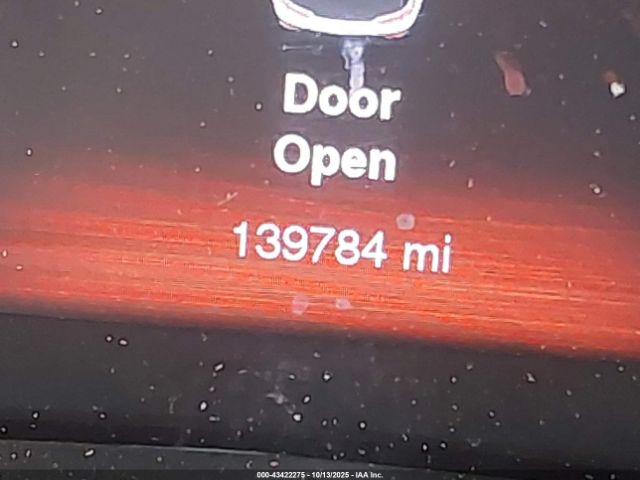 Door
Open
139784 mi
000-43422275 - 10/13/2025 - IAA Inc.